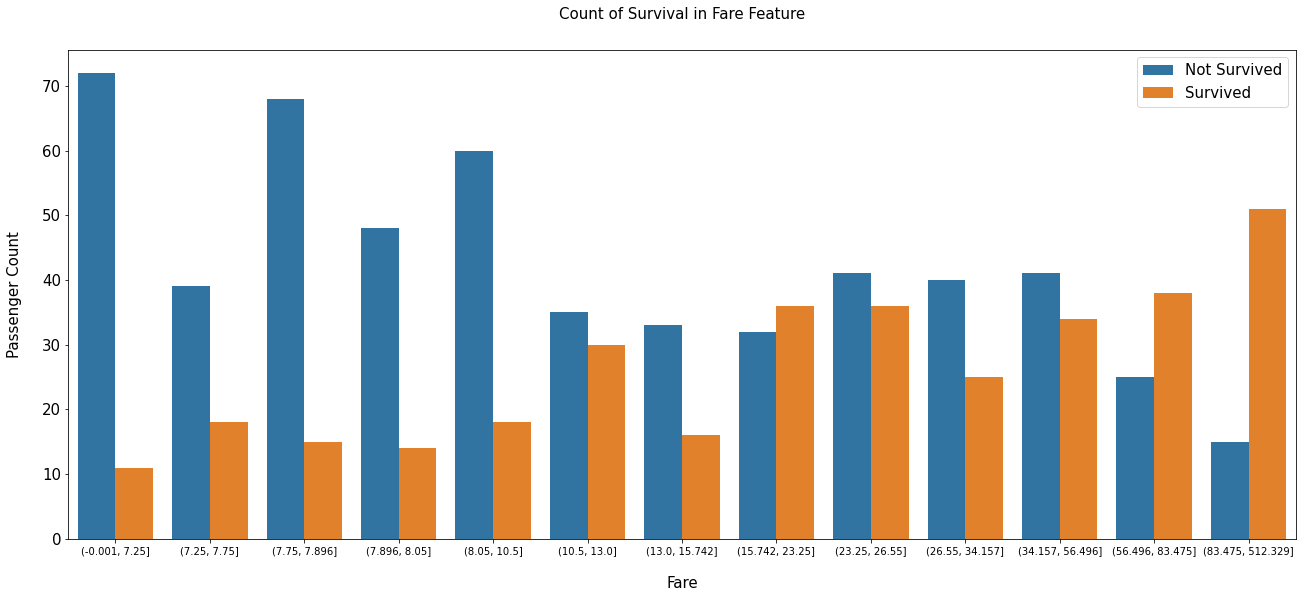 Count of Survival in Fare Feature
Not Survived
Survived
Passenger Count
70
60
50
40
30
20
10
0
(-0.001, 7.25] (7.25, 7.75] (7.75, 7.896] (7.896, 8.05] (8.05, 10.5] (10.5, 13.0] (13.0, 15.742] (15.742, 23.25] (23.25, 26.55] (26.55, 34.157] (34.157, 56.496] (56.496, 83.475] (83.475, 512.329]
Fare